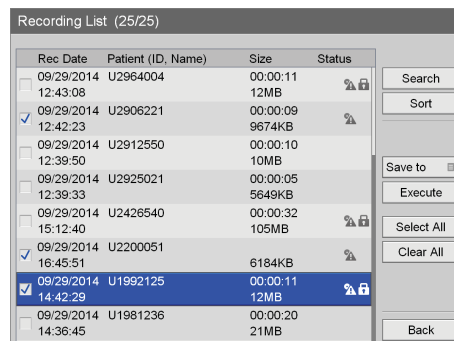 Recording List (25/25)
Rec Date Patient (ID, Name) Size Status
09/29/2014 U2964004 00:00:11
12:43:08 12MB
09/29/2014 U2906221 00:00:09
12:42:23 9674KB
09/29/2014 U2912550 00:00:10
12:39:50 10MB
09/29/2014 U2925021 00:00:05
12:39:33 5649KB
09/29/2014 U2426540 00:00:32
15:12:40 105MB
09/29/2014 U2200051
16:45:51 6184KB
09/29/2014 U1992125 00:00:11
14:42:29 12MB
09/29/2014 U1981236 00:00:20
14:36:45 21MB
Search
Sort
Save to
Execute
Select All
Clear All
Back